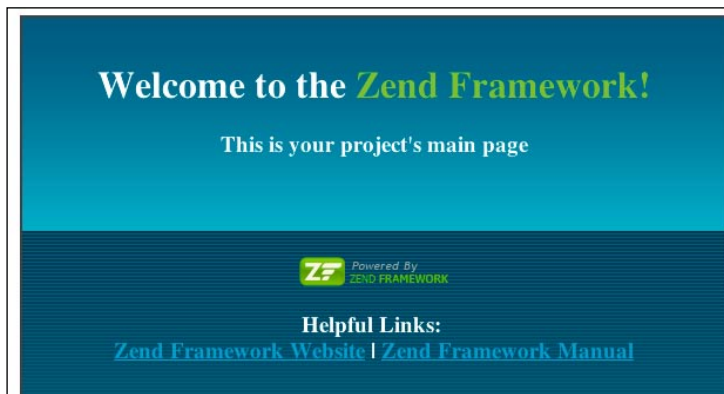 Welcome to the Zend Framework!
This is your project's main page
ZF Powered By
ZEND FRAMEWORK
Helpful Links:
Zend Framework Website | Zend Framework Manual